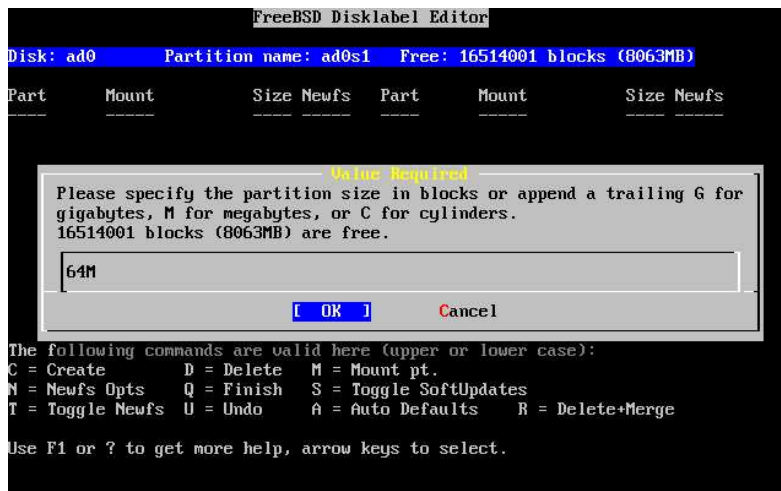 FreeBSD Disklabel Editor
Disk: ad0 Partition name: ad0s1 Free: 16514001 blocks (8063MB)
Part Mount Size Newfs Part Mount Size Newfs
---- ----- ---- ----- ---- ----- ---- -----
Value Required
Please specify the partition size in blocks or append a trailing G for
gigabytes, M for megabytes, or C for cylinders.
16514001 blocks (8063MB) are free.
64M
[ OK ] Cancel
The following commands are valid here (upper or lower case):
C = Create D = Delete M = Mount pt.
N = Newfs Opts Q = Finish S = Toggle SoftUpdates
T = Toggle Newfs U = Undo A = Auto Defaults R = Delete+Merge
Use F1 or ? to get more help, arrow keys to select.